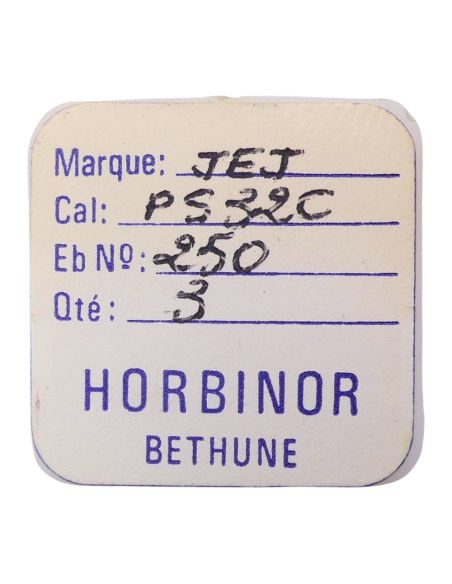 Marque: JEJ
Cal: PS32C
Eb Nº: 250
Qté: 3
HORBINOR
BETHUNE